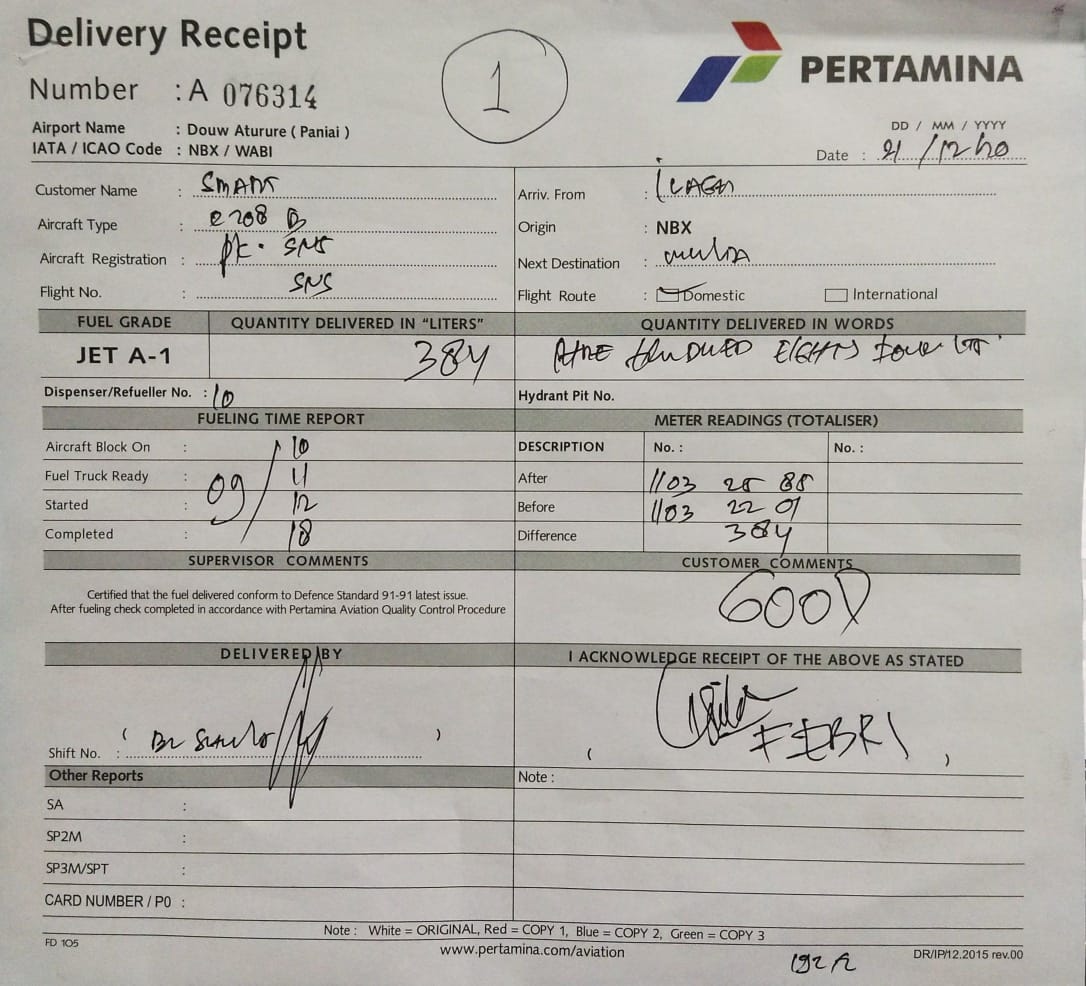 Delivery Receipt
1
PERTAMINA
Number : A 076314
Airport Name : Douw Aturure ( Paniai )
IATA / ICAO Code : NBX / WABI
DD / MM / YYYY
Date : 21/12/20
Customer Name : SMART
Arriv. From :
Aircraft Type : C208 B
Origin : NBX
Aircraft Registration : PK. SNS
Next Destination : mulia
Flight No. : SNS
Flight Route : Domestic International
FUEL GRADE QUANTITY DELIVERED IN “LITERS” QUANTITY DELIVERED IN WORDS
JET A-1 384 HUNDRED EIGHTY FOUR
Dispenser/Refueller No. : 10 Hydrant Pit No.
FUELING TIME REPORT METER READINGS (TOTALISER)
Aircraft Block On : 09/10 DESCRIPTION No. : No. :
Fuel Truck Ready : 11 After 1103 25 85
Started : 12 Before 1103 22 01
Completed : 18 Difference 384
SUPERVISOR COMMENTS CUSTOMER COMMENTS
Certified that the fuel delivered conform to Defence Standard 91-91 latest issue.
After fueling check completed in accordance with Pertamina Aviation Quality Control Procedure
GOOD
DELIVERED BY I ACKNOWLEDGE RECEIPT OF THE ABOVE AS STATED
FEBRI
Shift No. : ( ) ( )
Other Reports Note :
SA :
SP2M :
SP3M/SPT :
CARD NUMBER / P0 :
Note : White = ORIGINAL, Red = COPY 1, Blue = COPY 2, Green = COPY 3
FD 105 www.pertamina.com/aviation DR/IP/12.2015 rev.00